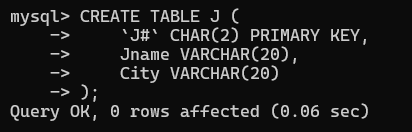 mysql> CREATE TABLE J (
    ->     `J#` CHAR(2) PRIMARY KEY,
    ->     Jname VARCHAR(20),
    ->     City VARCHAR(20)
    -> );
Query OK, 0 rows affected (0.06 sec)